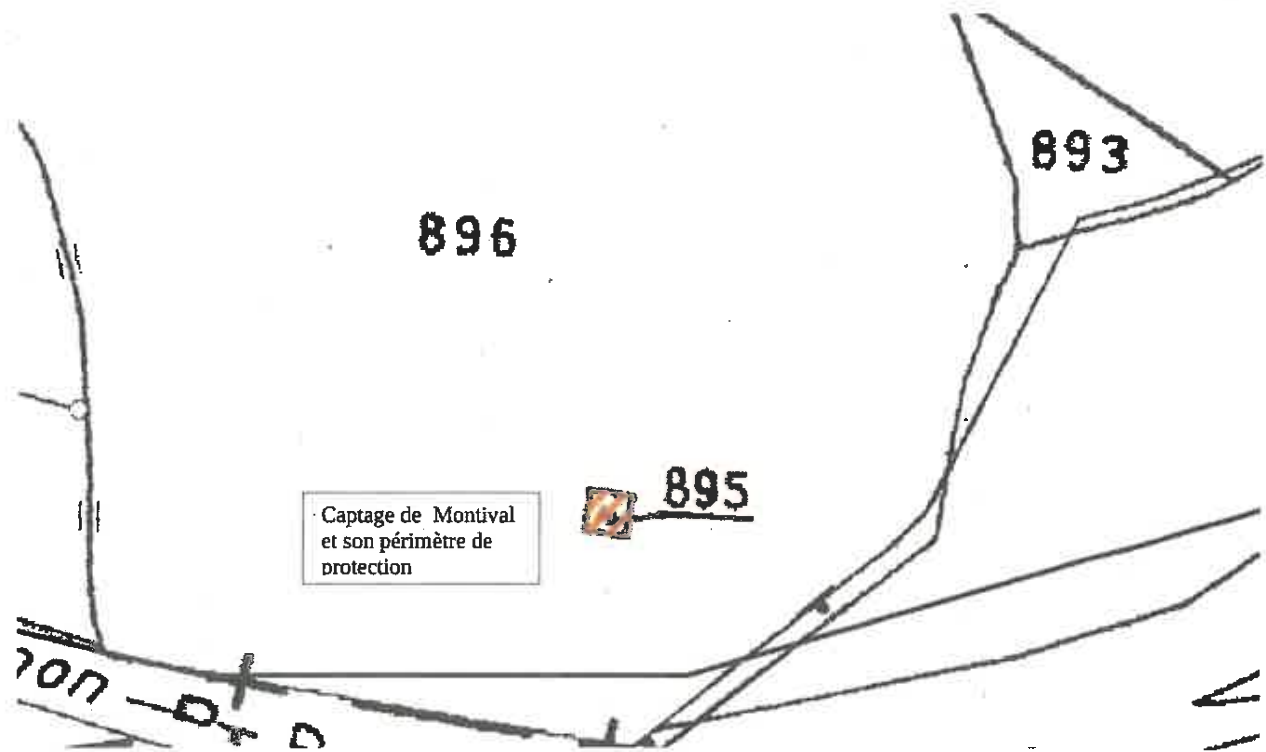 893
896
895
Captage de Montival
et son périmètre de
protection